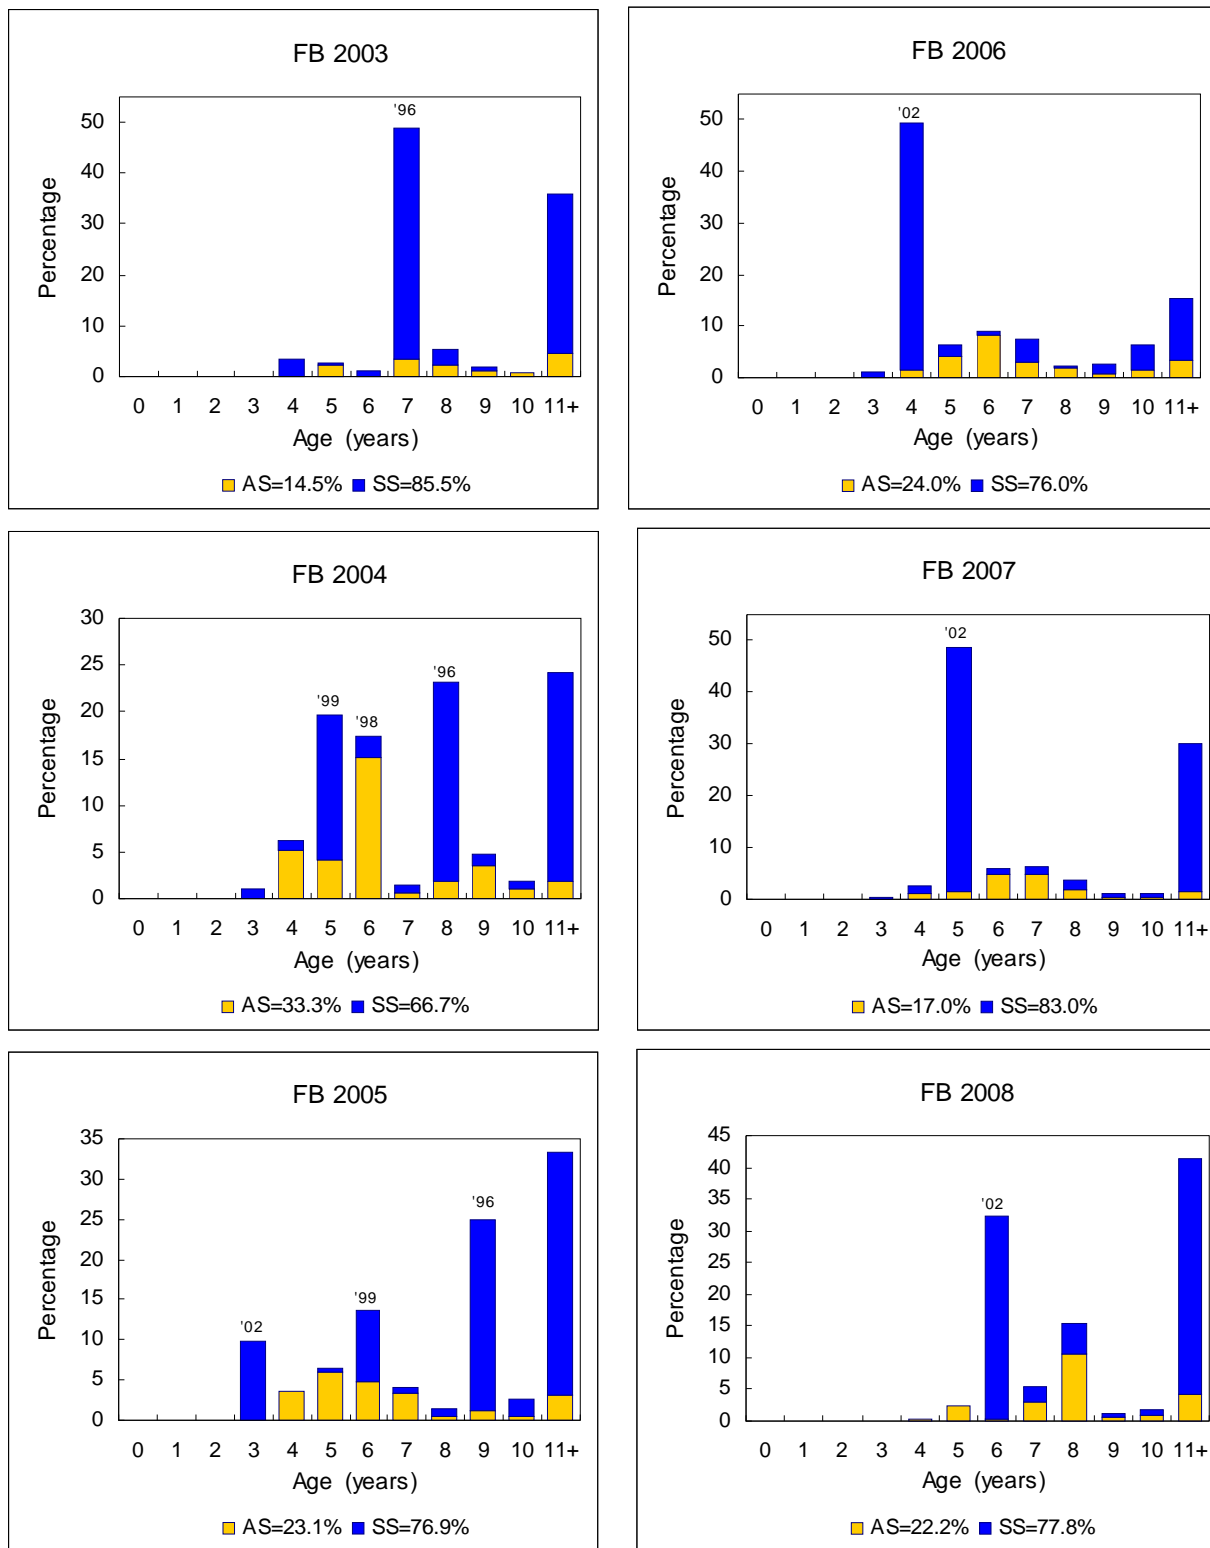 FB 2003
'96
50
40
30
20
10
0
Percentage
0 1 2 3 4 5 6 7 8 9 10 11+
Age (years)
AS=14.5% SS=85.5%
FB 2006
'02
50
40
30
20
10
0
Percentage
0 1 2 3 4 5 6 7 8 9 10 11+
Age (years)
AS=24.0% SS=76.0%
FB 2004
30
25
20
15
10
5
0
'99
'98
'96
Percentage
0 1 2 3 4 5 6 7 8 9 10 11+
Age (years)
AS=33.3% SS=66.7%
FB 2007
'02
50
40
30
20
10
0
Percentage
0 1 2 3 4 5 6 7 8 9 10 11+
Age (years)
AS=17.0% SS=83.0%
FB 2005
35
30
25
20
15
10
5
0
'02
'99
'96
Percentage
0 1 2 3 4 5 6 7 8 9 10 11+
Age (years)
AS=23.1% SS=76.9%
FB 2008
45
40
35
30
25
20
15
10
5
0
'02
Percentage
0 1 2 3 4 5 6 7 8 9 10 11+
Age (years)
AS=22.2% SS=77.8%